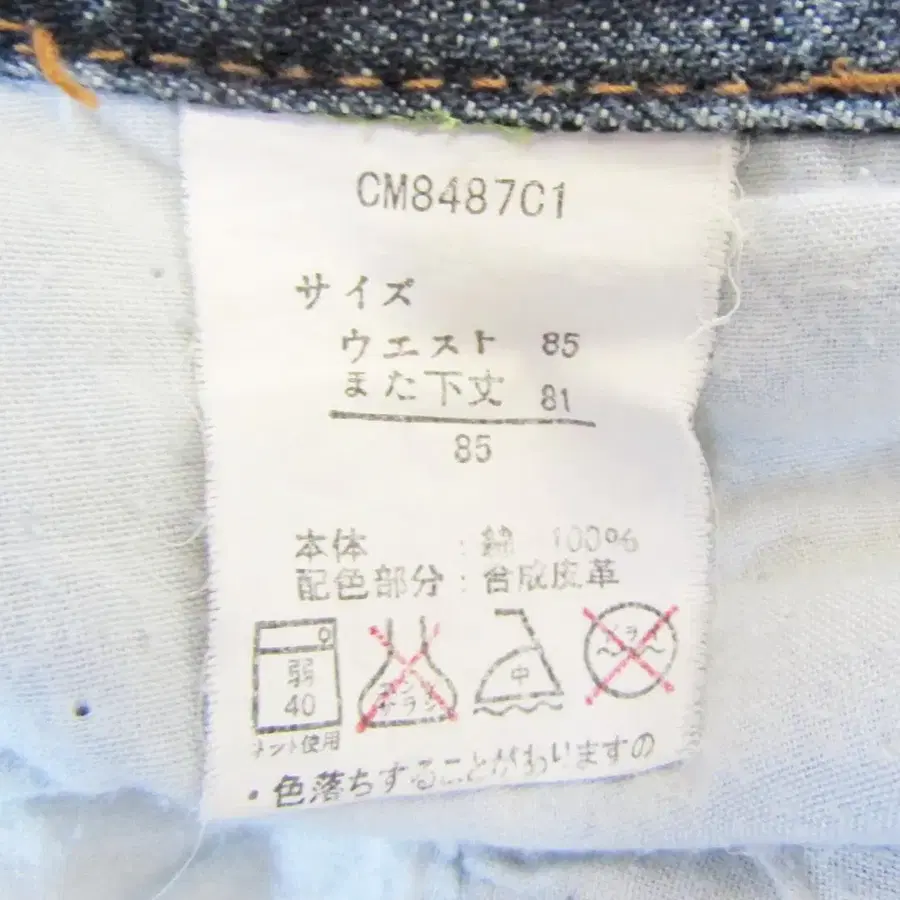 CM8487C1
サイズ
ウエスト 85
また下丈 81
85
本体 : 綿 100%
配色部分 : 合成皮革
弱
40
中
ネット使用
・色落ちすることがありますの